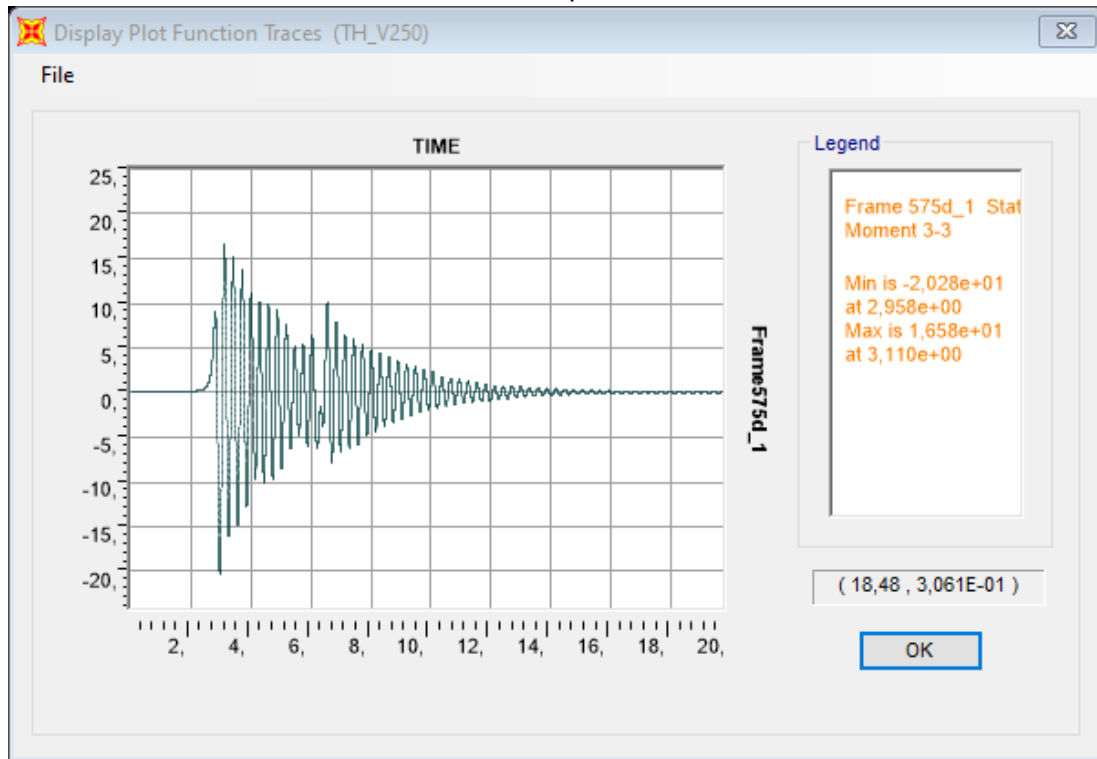 Display Plot Function Traces (TH_V250)
File
TIME
25,
20,
15,
10,
5,
0,
-5,
-10,
-15,
-20,
2, 4, 6, 8, 10, 12, 14, 16, 18, 20,
Frame575d_1
Legend
Frame 575d_1 Stat
Moment 3-3
Min is -2,028e+01
at 2,958e+00
Max is 1,658e+01
at 3,110e+00
( 18,48 , 3,061E-01 )
OK